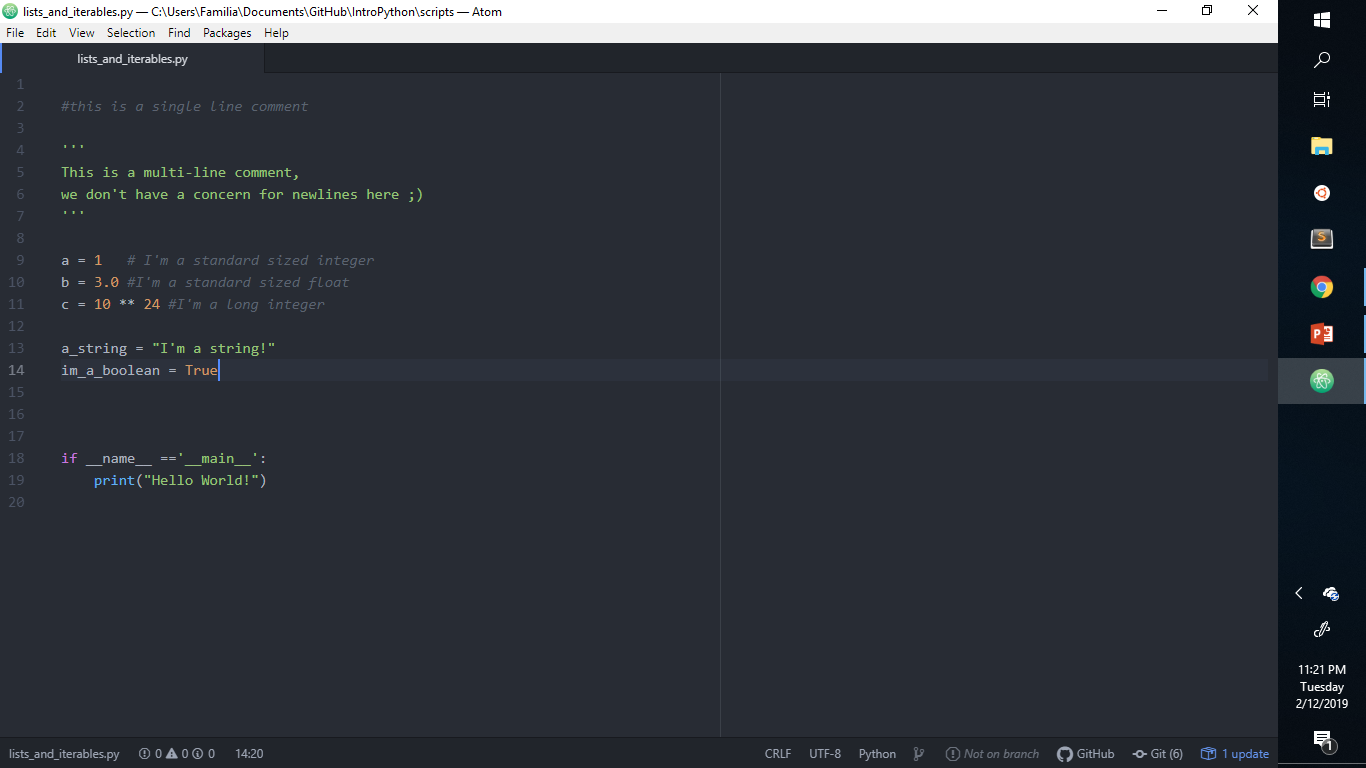 lists_and_iterables.py — C:\Users\Familia\Documents\GitHub\IntroPython\scripts — Atom
File Edit View Selection Find Packages Help
lists_and_iterables.py
1
2 #this is a single line comment
3
4 '''
5 This is a multi-line comment,
6 we don't have a concern for newlines here ;)
7 '''
8
9 a = 1   # I'm a standard sized integer
10 b = 3.0 #I'm a standard sized float
11 c = 10 ** 24 #I'm a long integer
12
13 a_string = "I'm a string!"
14 im_a_boolean = True
15
16
17
18 if __name__ =='__main__':
19     print("Hello World!")
20
lists_and_iterables.py 0 0 0 14:20 CRLF UTF-8 Python Not on branch GitHub Git (6) 1 update
S
P
11:21 PM
Tuesday
2/12/2019
1